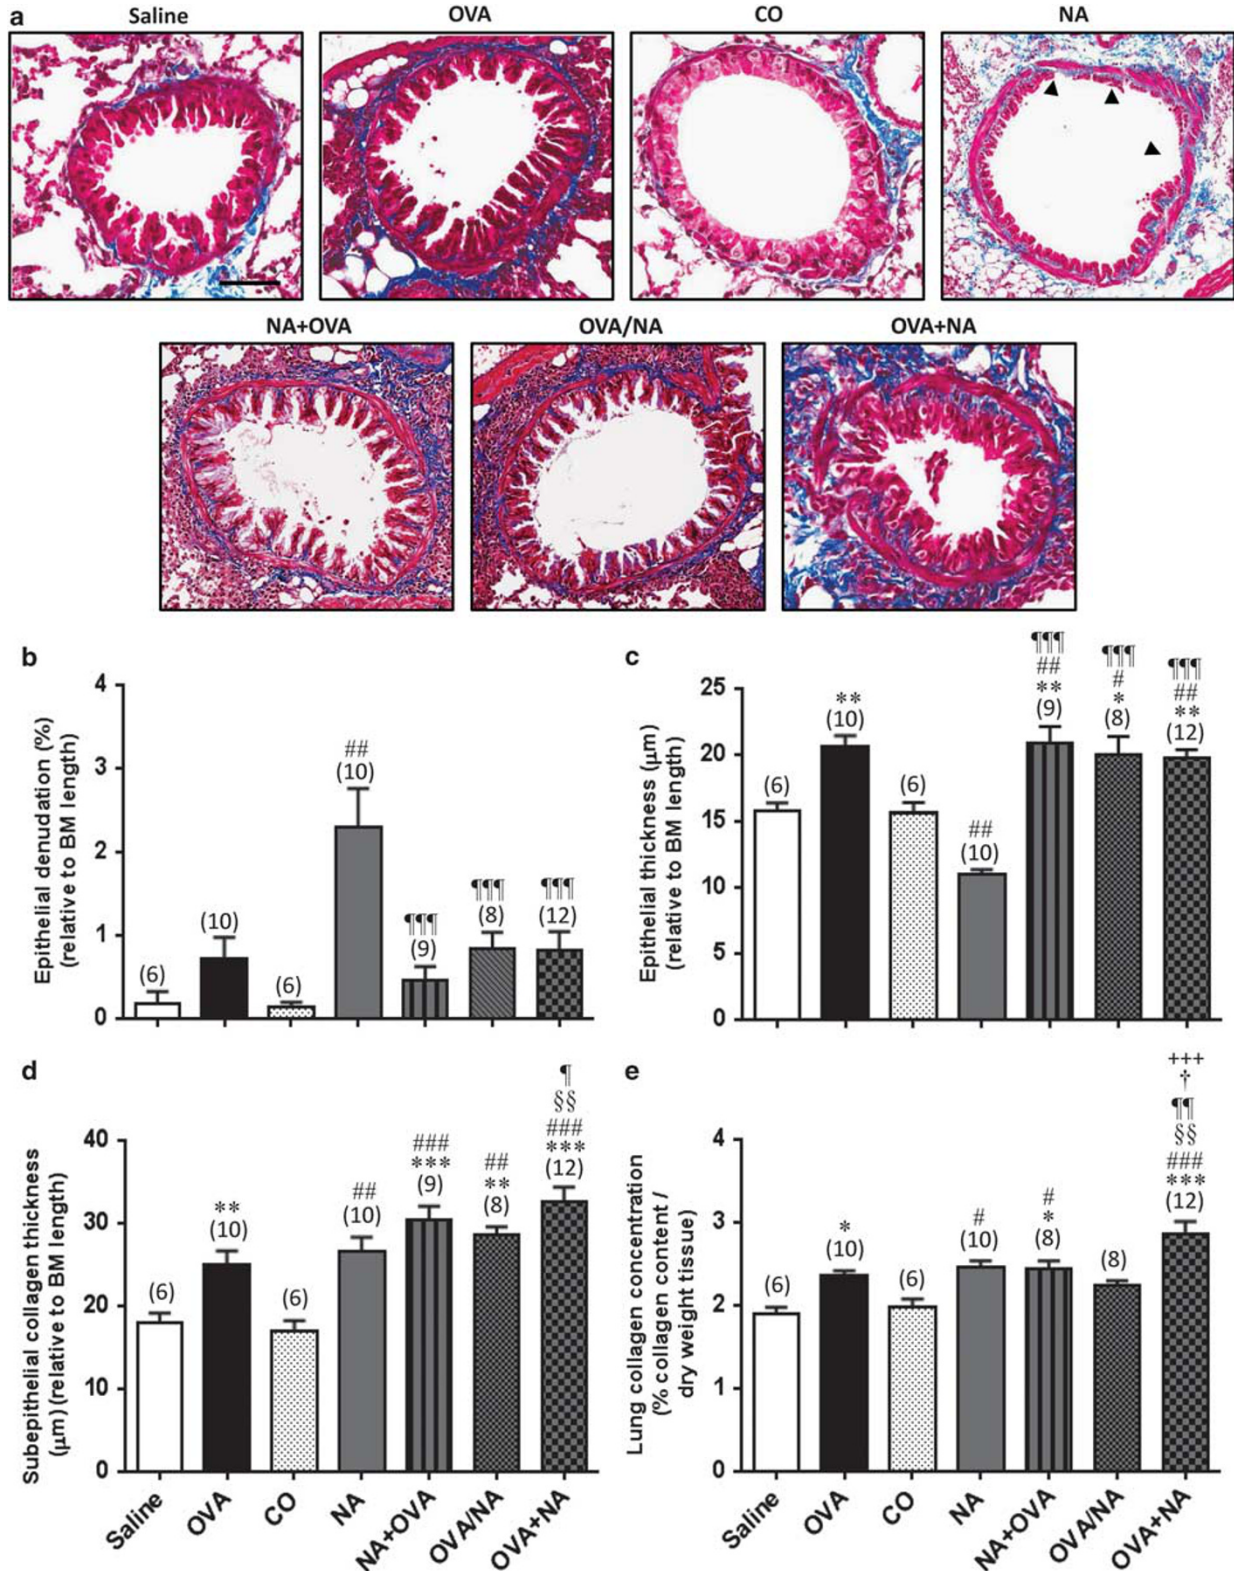 a
Saline
OVA
CO
NA
NA+OVA
OVA/NA
OVA+NA
b
Epithelial denudation (%)
(relative to BM length)
4
3
2
1
0
(6)
(10)
(6)
##
(10)
¶¶¶
(9)
¶¶¶
(8)
¶¶¶
(12)
c
Epithelial thickness (µm)
(relative to BM length)
25
20
15
10
5
0
(6)
**
(10)
(6)
##
(10)
¶¶¶
##
**
(9)
¶¶¶
#
*
(8)
¶¶¶
##
**
(12)
d
Subepithelial collagen thickness
(µm) (relative to BM length)
40
30
20
10
0
(6)
**
(10)
(6)
##
(10)
###
***
(9)
##
**
(8)
¶
§§
###
***
(12)
Saline
OVA
CO
NA
NA+OVA
OVA/NA
OVA+NA
e
Lung collagen concentration
(% collagen content /
dry weight tissue)
4
3
2
1
0
(6)
*
(10)
(6)
#
(10)
#
*
(8)
(8)
+++
†
¶¶
§§
###
***
(12)
Saline
OVA
CO
NA
NA+OVA
OVA/NA
OVA+NA